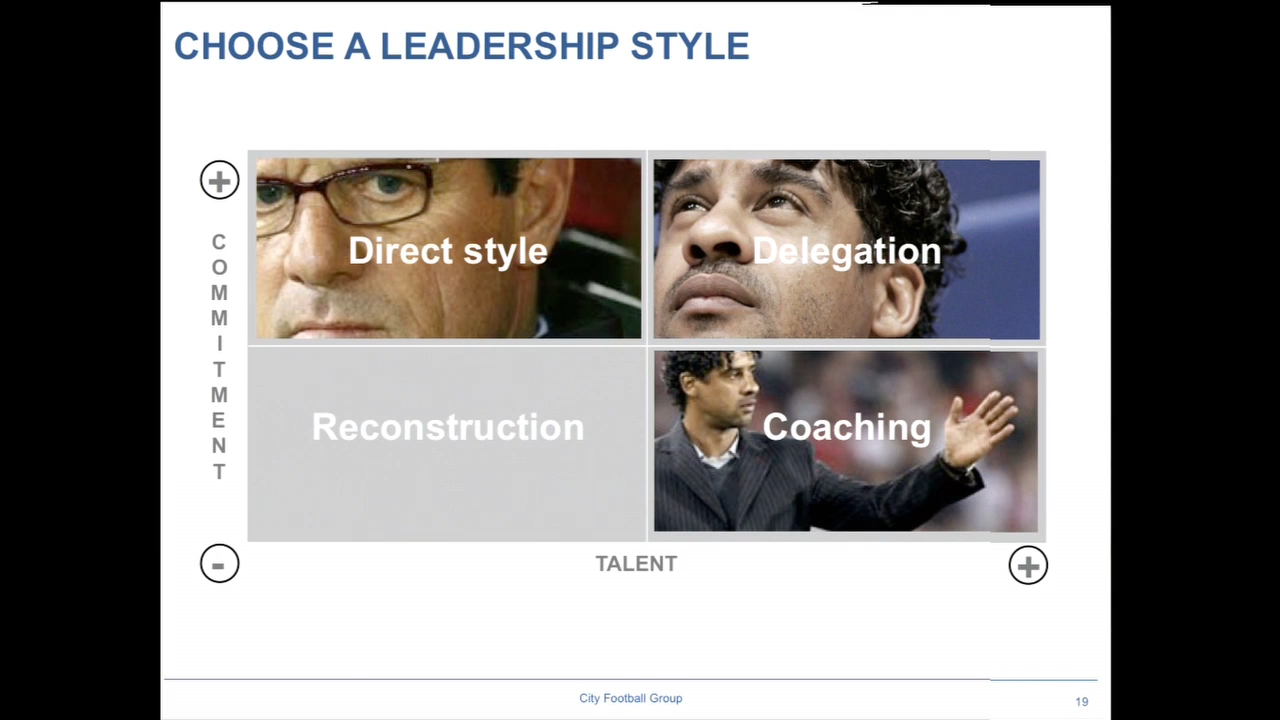 CHOOSE A LEADERSHIP STYLE
+
COMMITMENT
Direct style
Delegation
Reconstruction
Coaching
-
TALENT
+
City Football Group
19